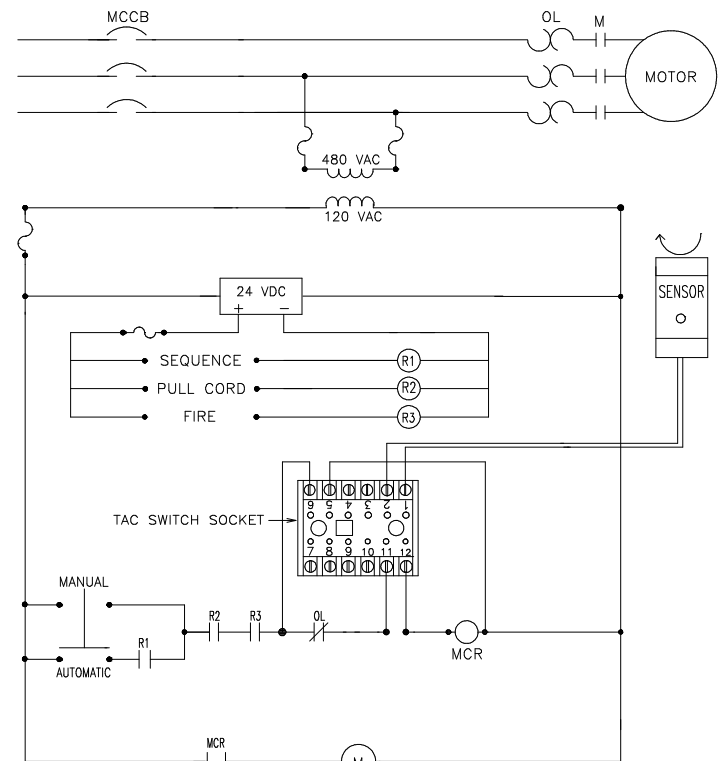 MCCB
OL
M
MOTOR
480 VAC
120 VAC
24 VDC
+ −
SENSOR
SEQUENCE
R1
PULL CORD
R2
FIRE
R3
6 5 4 3 2 1
TAC SWITCH SOCKET
7 8 9 10 11 12
MANUAL
R2
R3
OL
R1
MCR
AUTOMATIC
MCR
M